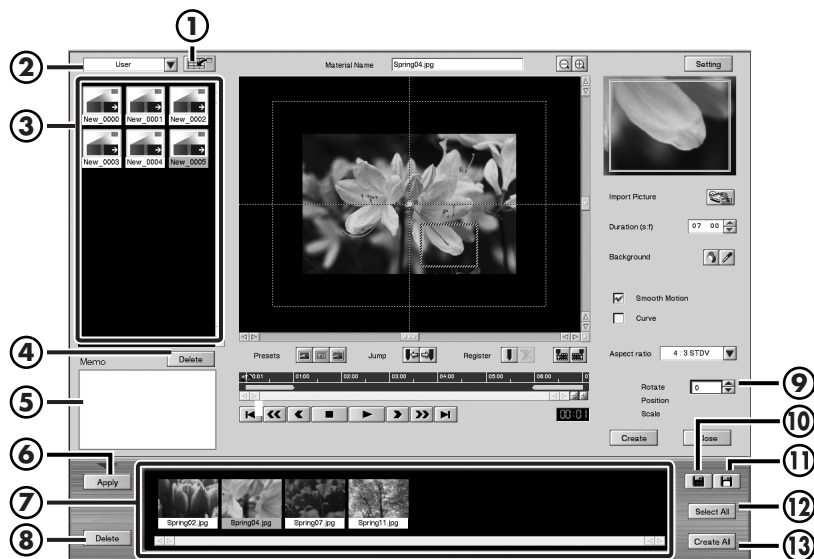 ①
②
User
Material Name
Spring04.jpg
Setting
③
New_0000
New_0001
New_0002
New_0003
New_0004
New_0005
Import Picture
Duration (s:f)
07 00
Background
Smooth Motion
Curve
④
Memo
Delete
Presets
Jump
Register
Aspect ratio
4 : 3 STDV
⑤
01:00
02:00
03:00
04:00
05:00
06:00
00:01
Rotate
0
⑨
Position
Scale
⑩
Create
Close
⑪
⑥
Apply
⑦
Spring02.jpg
Spring04.jpg
Spring07.jpg
Spring11.jpg
Select All
⑫
⑧
Delete
Create All
⑬